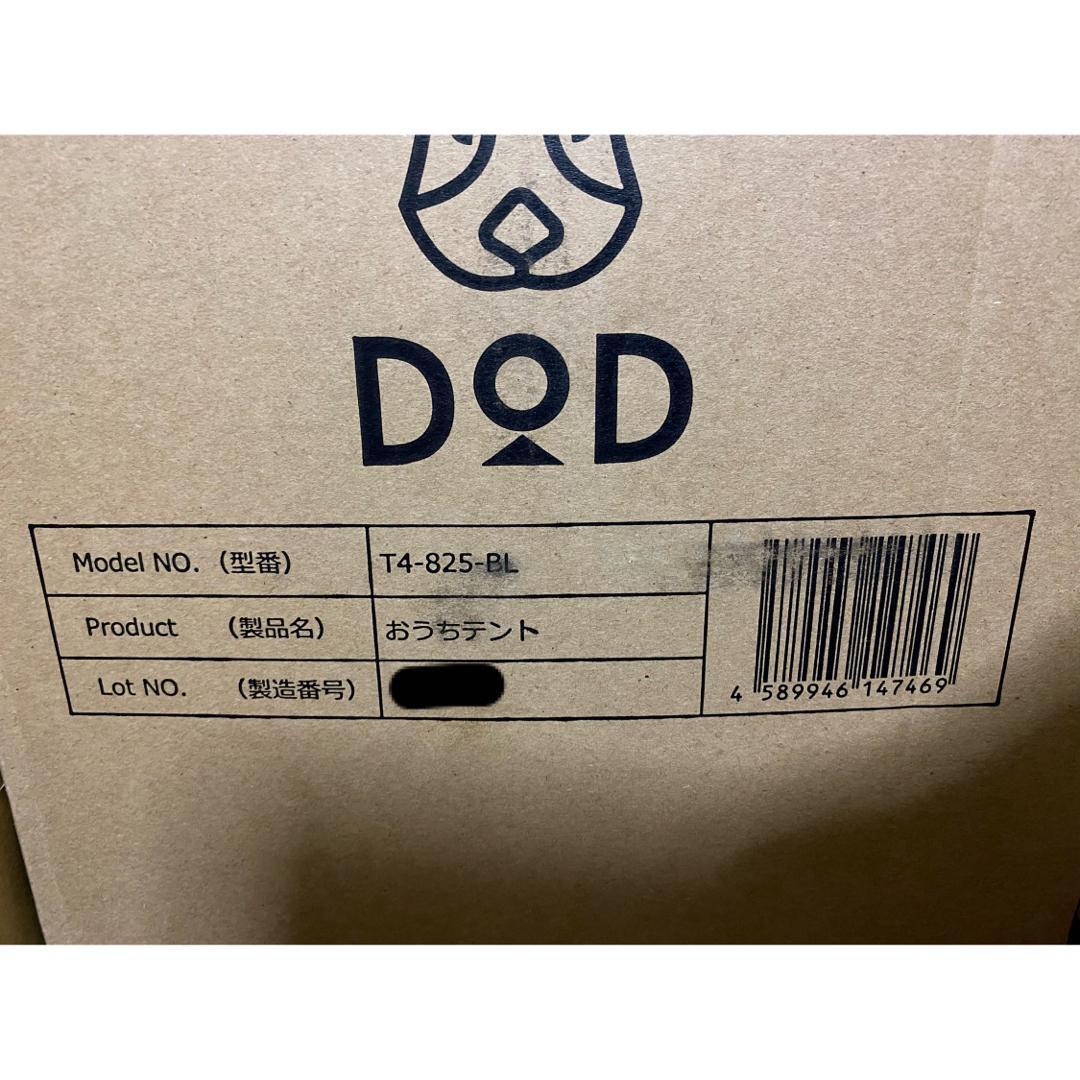 DOD
Model NO. （型番） T4-825-BL
Product （製品名） おうちテント
Lot NO. （製造番号）
4 589946 147469